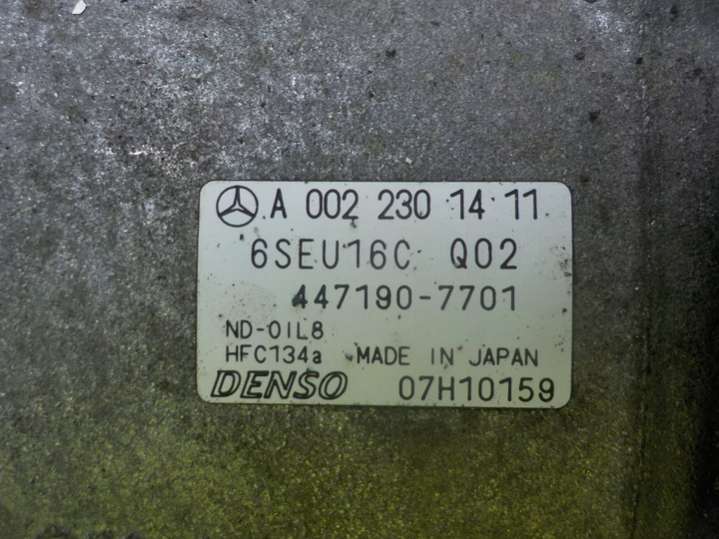 A 002 230 14 11
6SEU16C Q02
447190-7701
ND-OIL8
HFC134a MADE IN JAPAN
DENSO 07H10159